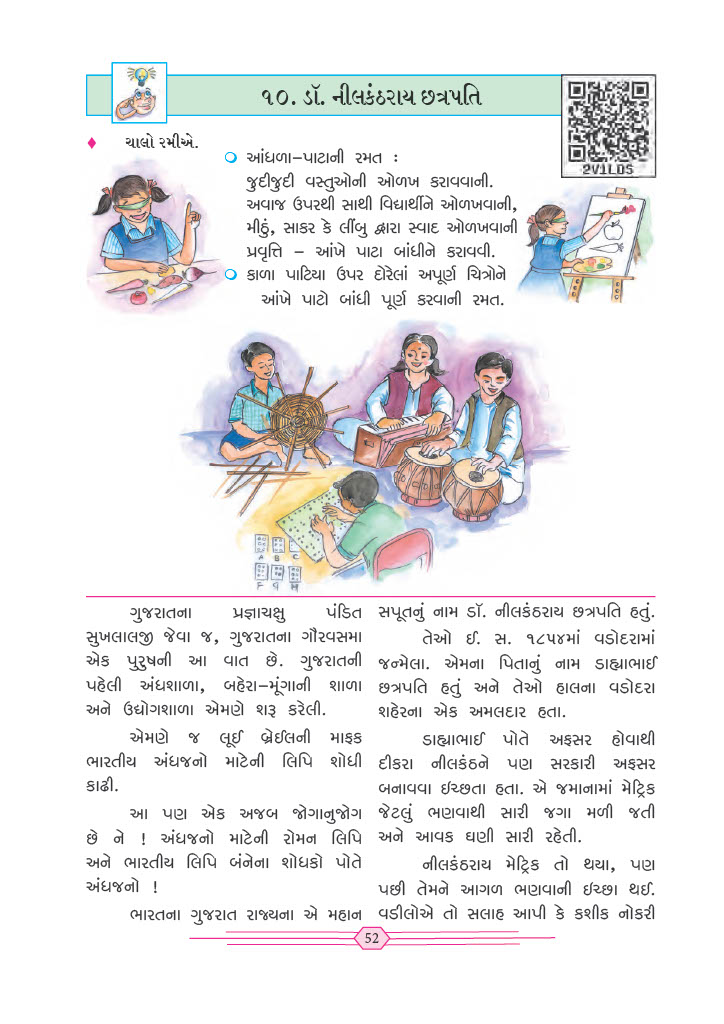 ૧૦. ડૉ. નીલકંઠરાય છત્રપતિ
2V1LDS
ચાલો રમીએ.
આંધળા–પાટાની રમત :
જુદીજુદી વસ્તુઓની ઓળખ કરાવવાની.
અવાજ ઉપરથી સાથી વિદ્યાર્થીને ઓળખવાની,
મીઠું, સાકર કે લીંબુ દ્વારા સ્વાદ ઓળખવાની
પ્રવૃત્તિ – આંખે પાટા બાંધીને કરાવવી.
કાળા પાટિયા ઉપર દોરેલાં અપૂર્ણ ચિત્રોને
આંખે પાટો બાંધી પૂર્ણ કરવાની રમત.
A B C
F G H
ગુજરાતના પ્રજ્ઞાચક્ષુ પંડિત
સુખલાલજી જેવા જ, ગુજરાતના ગૌરવસમા
એક પુરુષની આ વાત છે. ગુજરાતની
પહેલી અંધશાળા, બહેરા–મૂંગાની શાળા
અને ઉદ્યોગશાળા એમણે શરૂ કરેલી.
એમણે જ લૂઈ બ્રેઈલની માફક
ભારતીય અંધજનો માટેની લિપિ શોધી
કાઢી.
આ પણ એક અજબ જોગાનુજોગ
છે ને ! અંધજનો માટેની રોમન લિપિ
અને ભારતીય લિપિ બંનેના શોધકો પોતે
અંધજનો !
ભારતના ગુજરાત રાજ્યના એ મહાન
સપૂતનું નામ ડૉ. નીલકંઠરાય છત્રપતિ હતું.
તેઓ ઈ. સ. ૧૮૫૪માં વડોદરામાં
જન્મેલા. એમના પિતાનું નામ ડાહ્યાભાઈ
છત્રપતિ હતું અને તેઓ હાલના વડોદરા
શહેરના એક અમલદાર હતા.
ડાહ્યાભાઈ પોતે અફસર હોવાથી
દીકરા નીલકંઠને પણ સરકારી અફસર
બનાવવા ઈચ્છતા હતા. એ જમાનામાં મેટ્રિક
જેટલું ભણવાથી સારી જગા મળી જતી
અને આવક ઘણી સારી રહેતી.
નીલકંઠરાય મેટ્રિક તો થયા, પણ
પછી તેમને આગળ ભણવાની ઈચ્છા થઈ.
વડીલોએ તો સલાહ આપી કે કશીક નોકરી
52